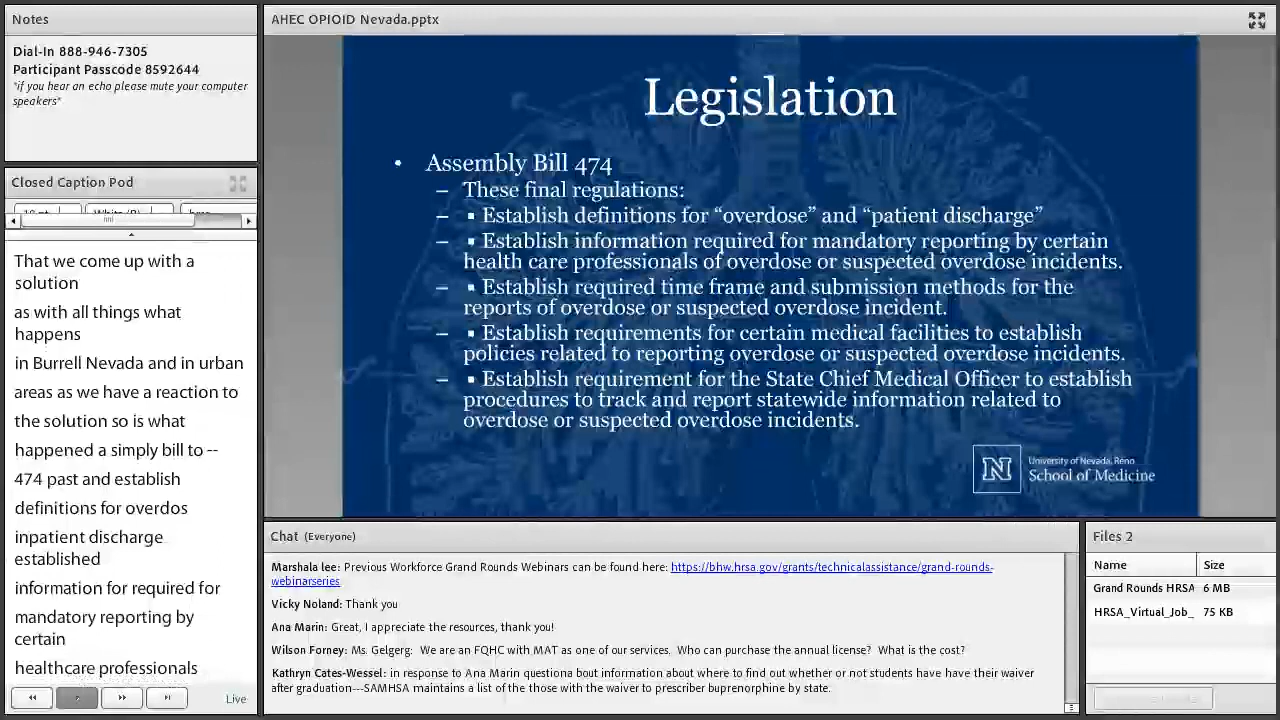 Notes
Dial-In 888-946-7305
Participant Passcode 8592644
*if you hear an echo please mute your computer
speakers*
Closed Caption Pod
That we come up with a
solution
as with all things what
happens
in Burrell Nevada and in urban
areas as we have a reaction to
the solution so is what
happened a simply bill to --
474 past and establish
definitions for overdos
inpatient discharge
established
information for required for
mandatory reporting by
certain
healthcare professionals
Live
AHEC OPIOID Nevada.pptx
Legislation
• Assembly Bill 474
– These final regulations:
– ▪ Establish definitions for “overdose” and “patient discharge”
– ▪ Establish information required for mandatory reporting by certain
health care professionals of overdose or suspected overdose incidents.
– ▪ Establish required time frame and submission methods for the
reports of overdose or suspected overdose incident.
– ▪ Establish requirements for certain medical facilities to establish
policies related to reporting overdose or suspected overdose incidents.
– ▪ Establish requirement for the State Chief Medical Officer to establish
procedures to track and report statewide information related to
overdose or suspected overdose incidents.
N
University of Nevada, Reno
School of Medicine
Chat (Everyone)
Marshala lee: Previous Workforce Grand Rounds Webinars can be found here: https://bhw.hrsa.gov/grants/technicalassistance/grand-rounds-
webinarseries
Vicky Noland: Thank you
Ana Marin: Great, I appreciate the resources, thank you!
Wilson Forney: Ms. Gelgerg: We are an FQHC with MAT as one of our services. Who can purchase the annual license? What is the cost?
Kathryn Cates-Wessel: in response to Ana Marin questiona bout information about where to find out whether or not students have have their waiver
after graduation---SAMHSA maintains a list of the those with the waiver to prescriber buprenorphine by state.
Files 2
Name Size
Grand Rounds HRSA 6 MB
HRSA_Virtual_Job_ 75 KB